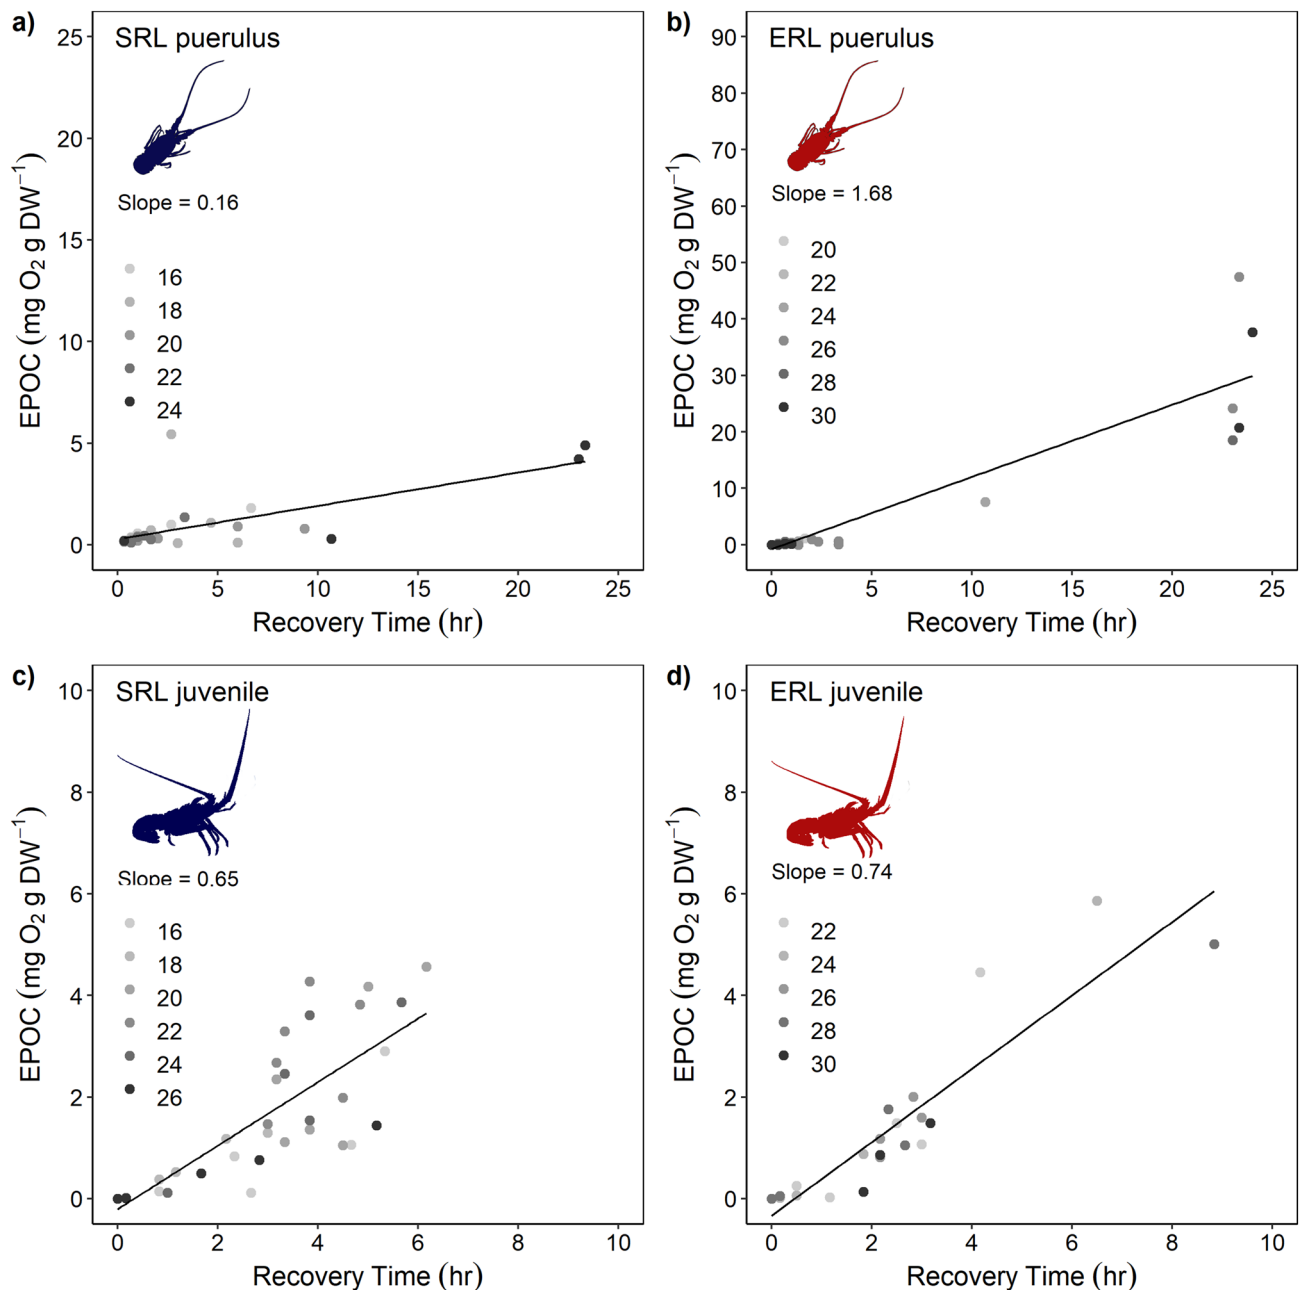 a)
SRL puerulus
Slope = 0.16
16
18
20
22
24
25
20
15
10
5
0
EPOC (mg O₂ g DW⁻¹)
0 5 10 15 20 25
Recovery Time (hr)
b)
ERL puerulus
Slope = 1.68
20
22
24
26
28
30
90
80
70
60
50
40
30
20
10
0
EPOC (mg O₂ g DW⁻¹)
0 5 10 15 20 25
Recovery Time (hr)
c)
SRL juvenile
Slope = 0.65
16
18
20
22
24
26
10
8
6
4
2
0
EPOC (mg O₂ g DW⁻¹)
0 2 4 6 8 10
Recovery Time (hr)
d)
ERL juvenile
Slope = 0.74
22
24
26
28
30
10
8
6
4
2
0
EPOC (mg O₂ g DW⁻¹)
0 2 4 6 8 10
Recovery Time (hr)